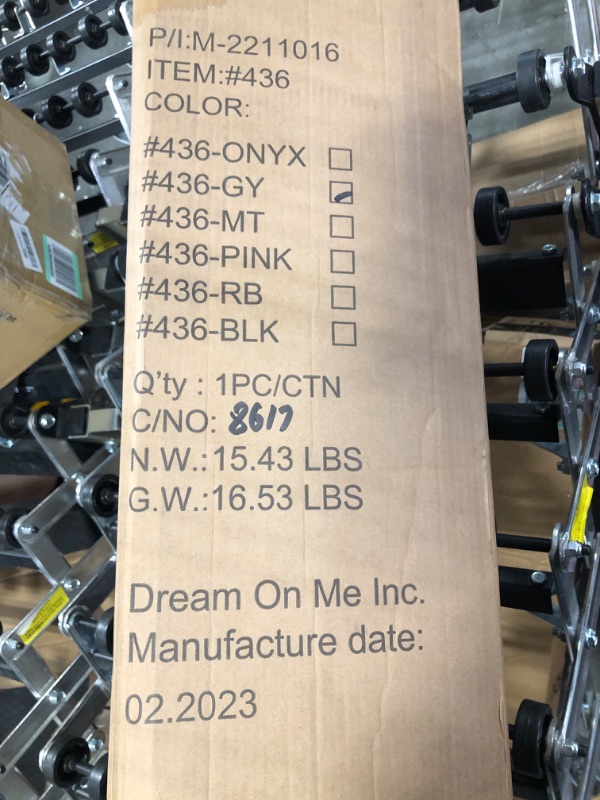 P/I:M-2211016
ITEM:#436
COLOR:
#436-ONYX
#436-GY
#436-MT
#436-PINK
#436-RB
#436-BLK
Q'ty : 1PC/CTN
C/NO: 8617
N.W.:15.43 LBS
G.W.:16.53 LBS
Dream On Me Inc.
Manufacture date:
02.2023